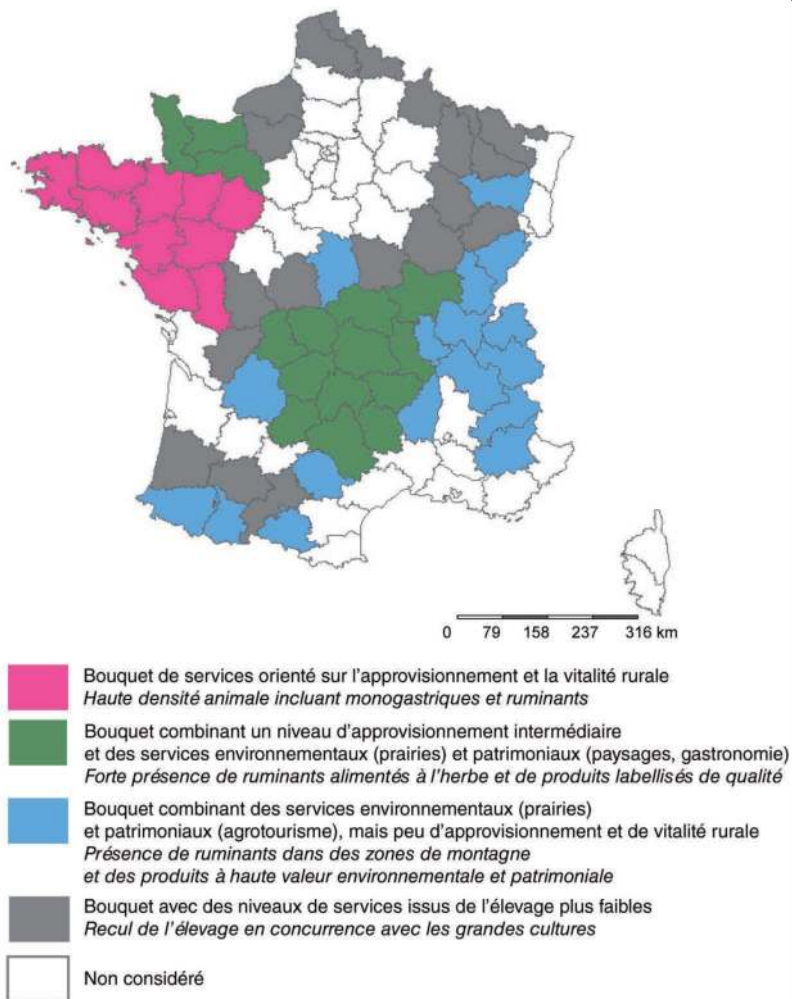 0 79 158 237 316 km
Bouquet de services orienté sur l'approvisionnement et la vitalité rurale
Haute densité animale incluant monogastriques et ruminants
Bouquet combinant un niveau d'approvisionnement intermédiaire
et des services environnementaux (prairies) et patrimoniaux (paysages, gastronomie)
Forte présence de ruminants alimentés à l'herbe et de produits labellisés de qualité
Bouquet combinant des services environnementaux (prairies)
et patrimoniaux (agrotourisme), mais peu d'approvisionnement et de vitalité rurale
Présence de ruminants dans des zones de montagne
et des produits à haute valeur environnementale et patrimoniale
Bouquet avec des niveaux de services issus de l'élevage plus faibles
Recul de l'élevage en concurrence avec les grandes cultures
Non considéré